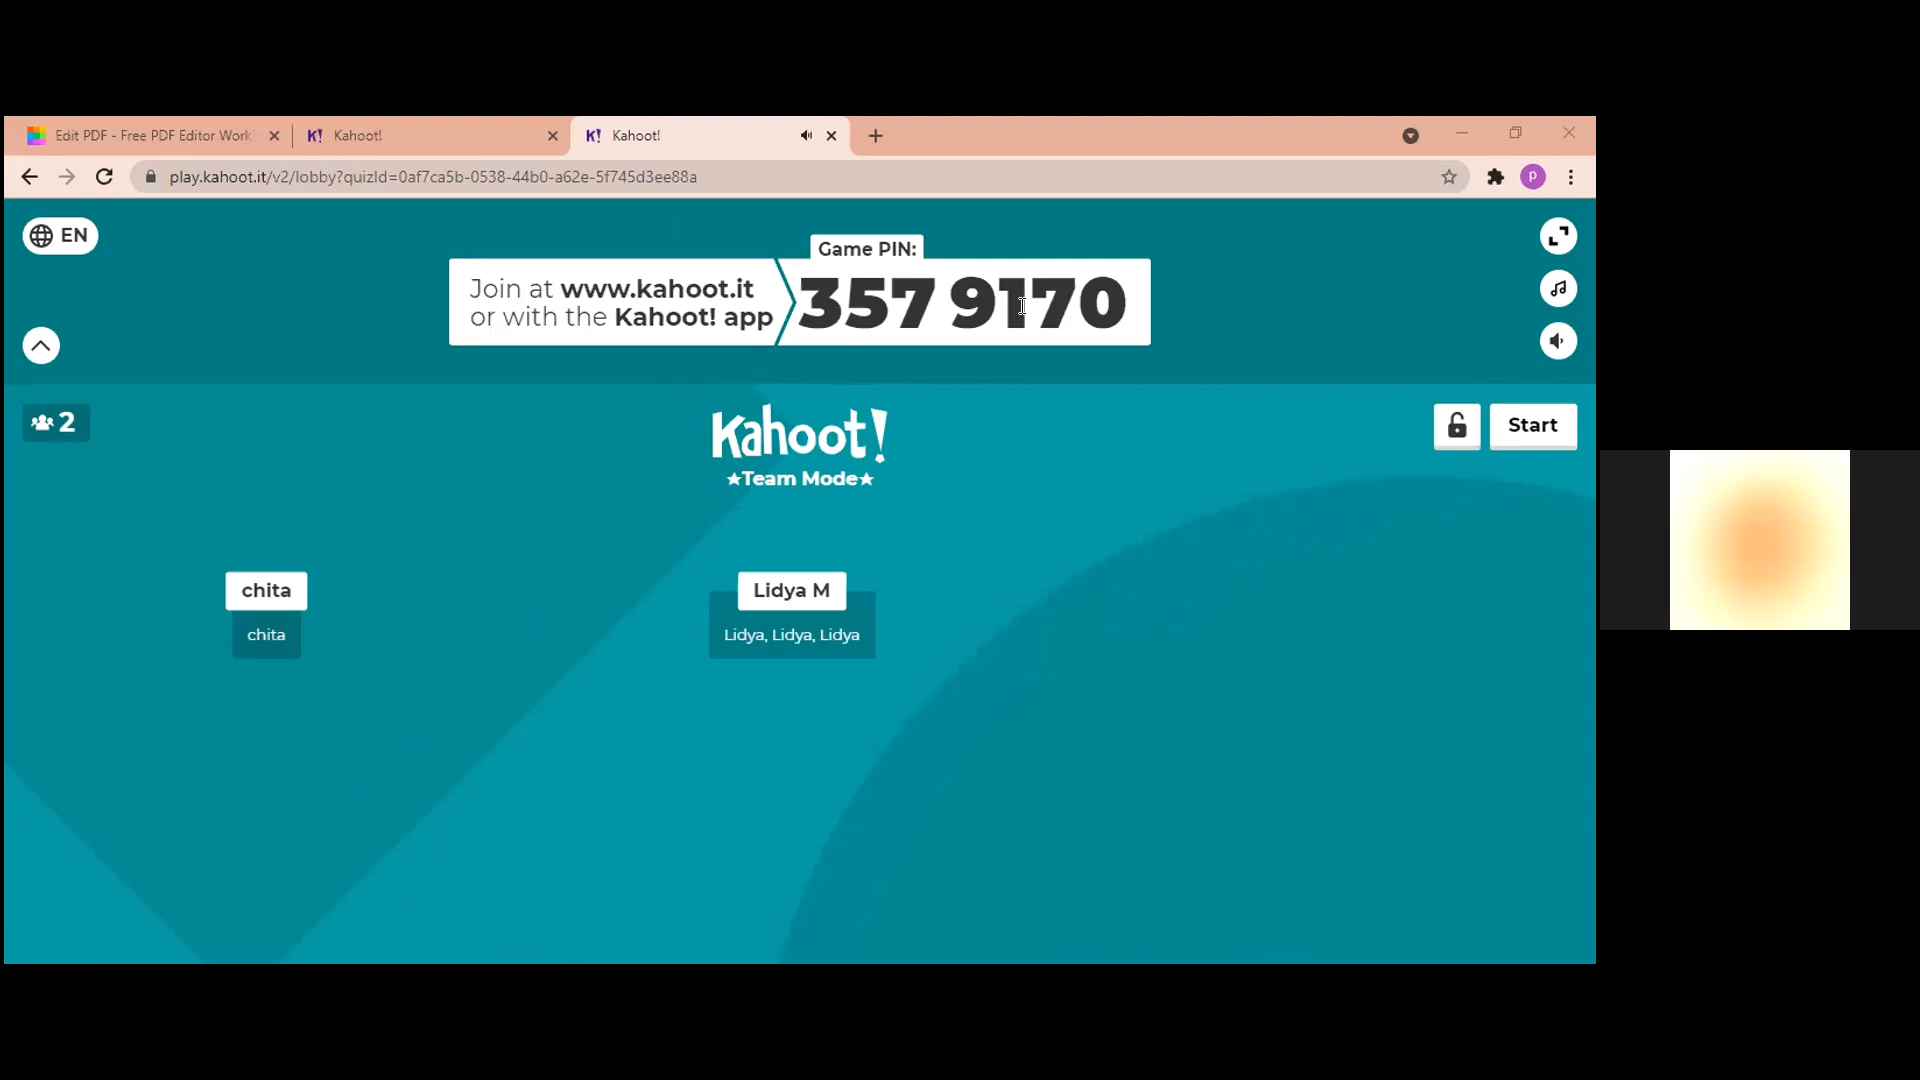 Edit PDF - Free PDF Editor Work
Kahoot!
Kahoot!
play.kahoot.it/v2/lobby?quizId=0af7ca5b-0538-44b0-a62e-5f745d3ee88a
P
EN
Game PIN:
Join at www.kahoot.it
or with the Kahoot! app
357 9170
2
Kahoot!
★Team Mode★
Start
chita
chita
Lidya M
Lidya, Lidya, Lidya